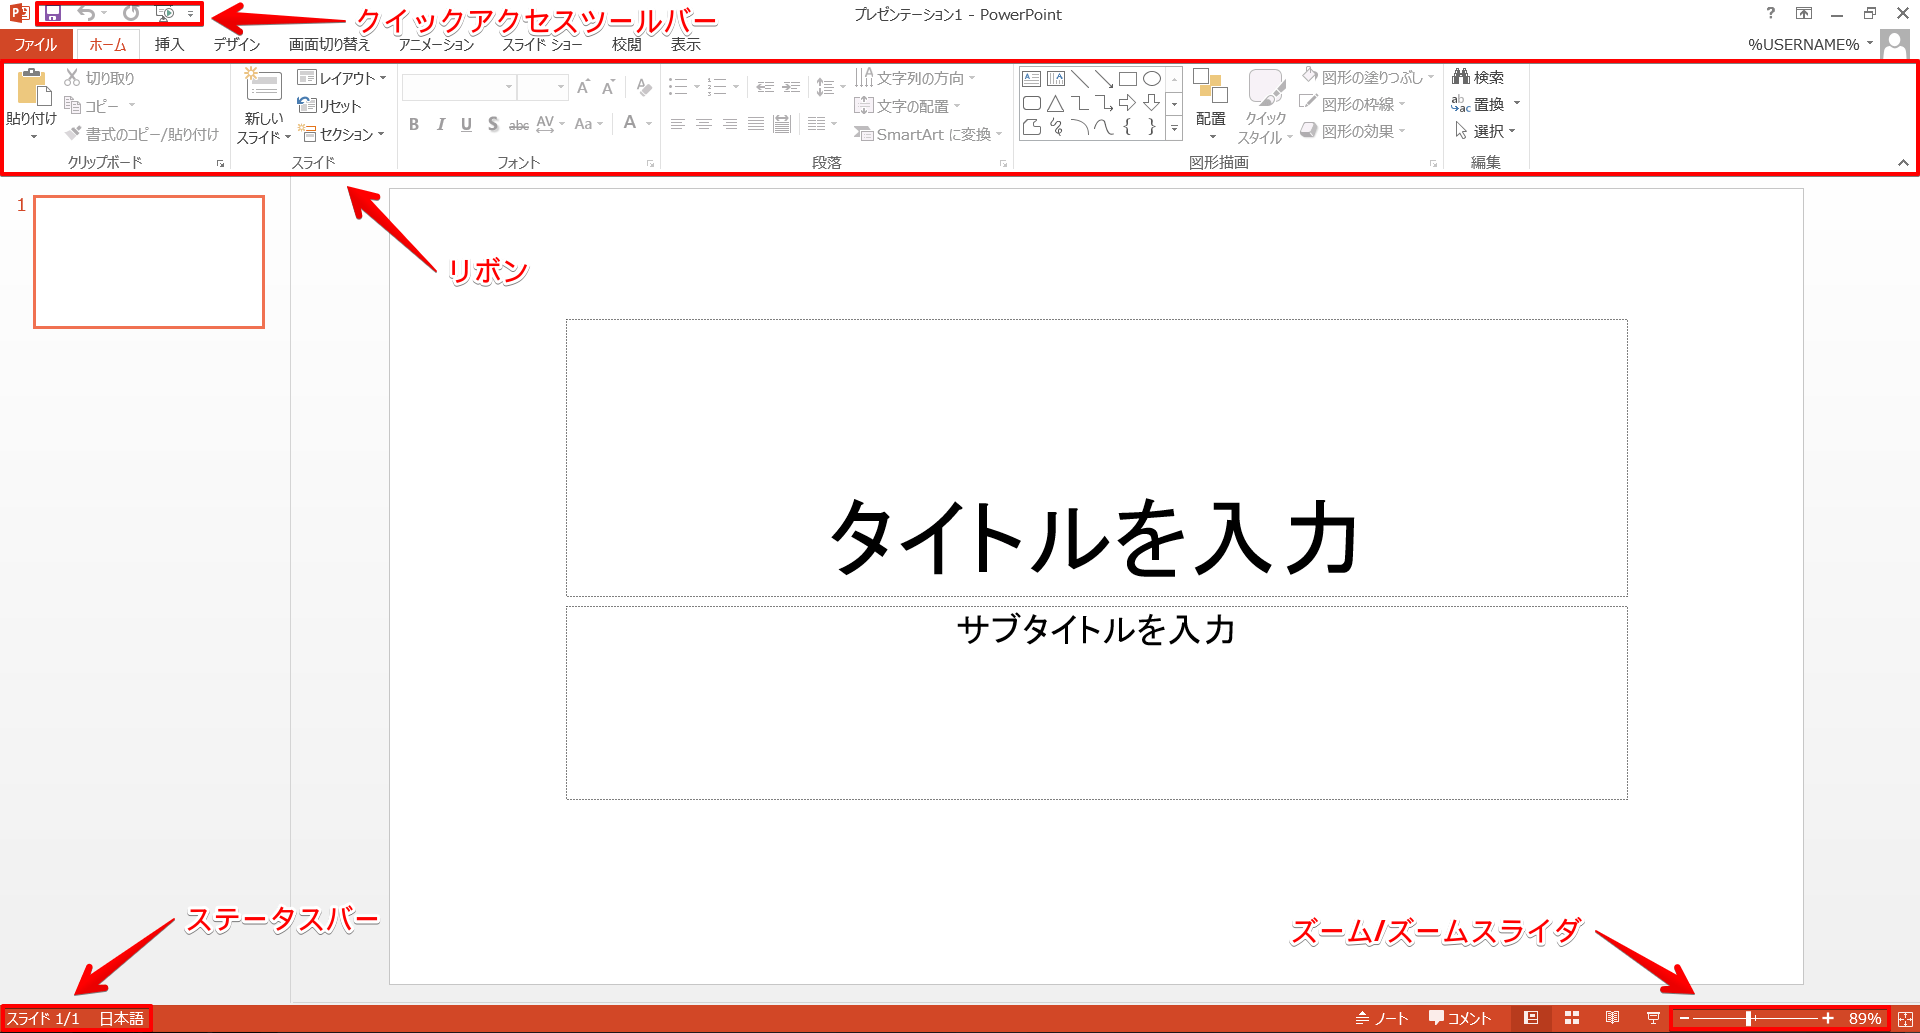 クイックアクセスツールバー
プレゼンテーション1 - PowerPoint
?
ファイル ホーム 挿入 デザイン 画面切り替え アニメーション スライド ショー 校閲 表示
%USERNAME%
貼り付け
切り取り
コピー
書式のコピー/貼り付け
クリップボード
新しい
スライド
レイアウト
リセット
セクション
スライド
B I U S abc AV Aa A
フォント
文字列の方向
文字の配置
SmartArt に変換
段落
配置
クイック
スタイル
図形の塗りつぶし
図形の枠線
図形の効果
図形描画
検索
置換
選択
編集
1
リボン
タイトルを入力
サブタイトルを入力
ステータスバー
ズーム/ズームスライダ
スライド 1/1 日本語
ノート コメント
89%